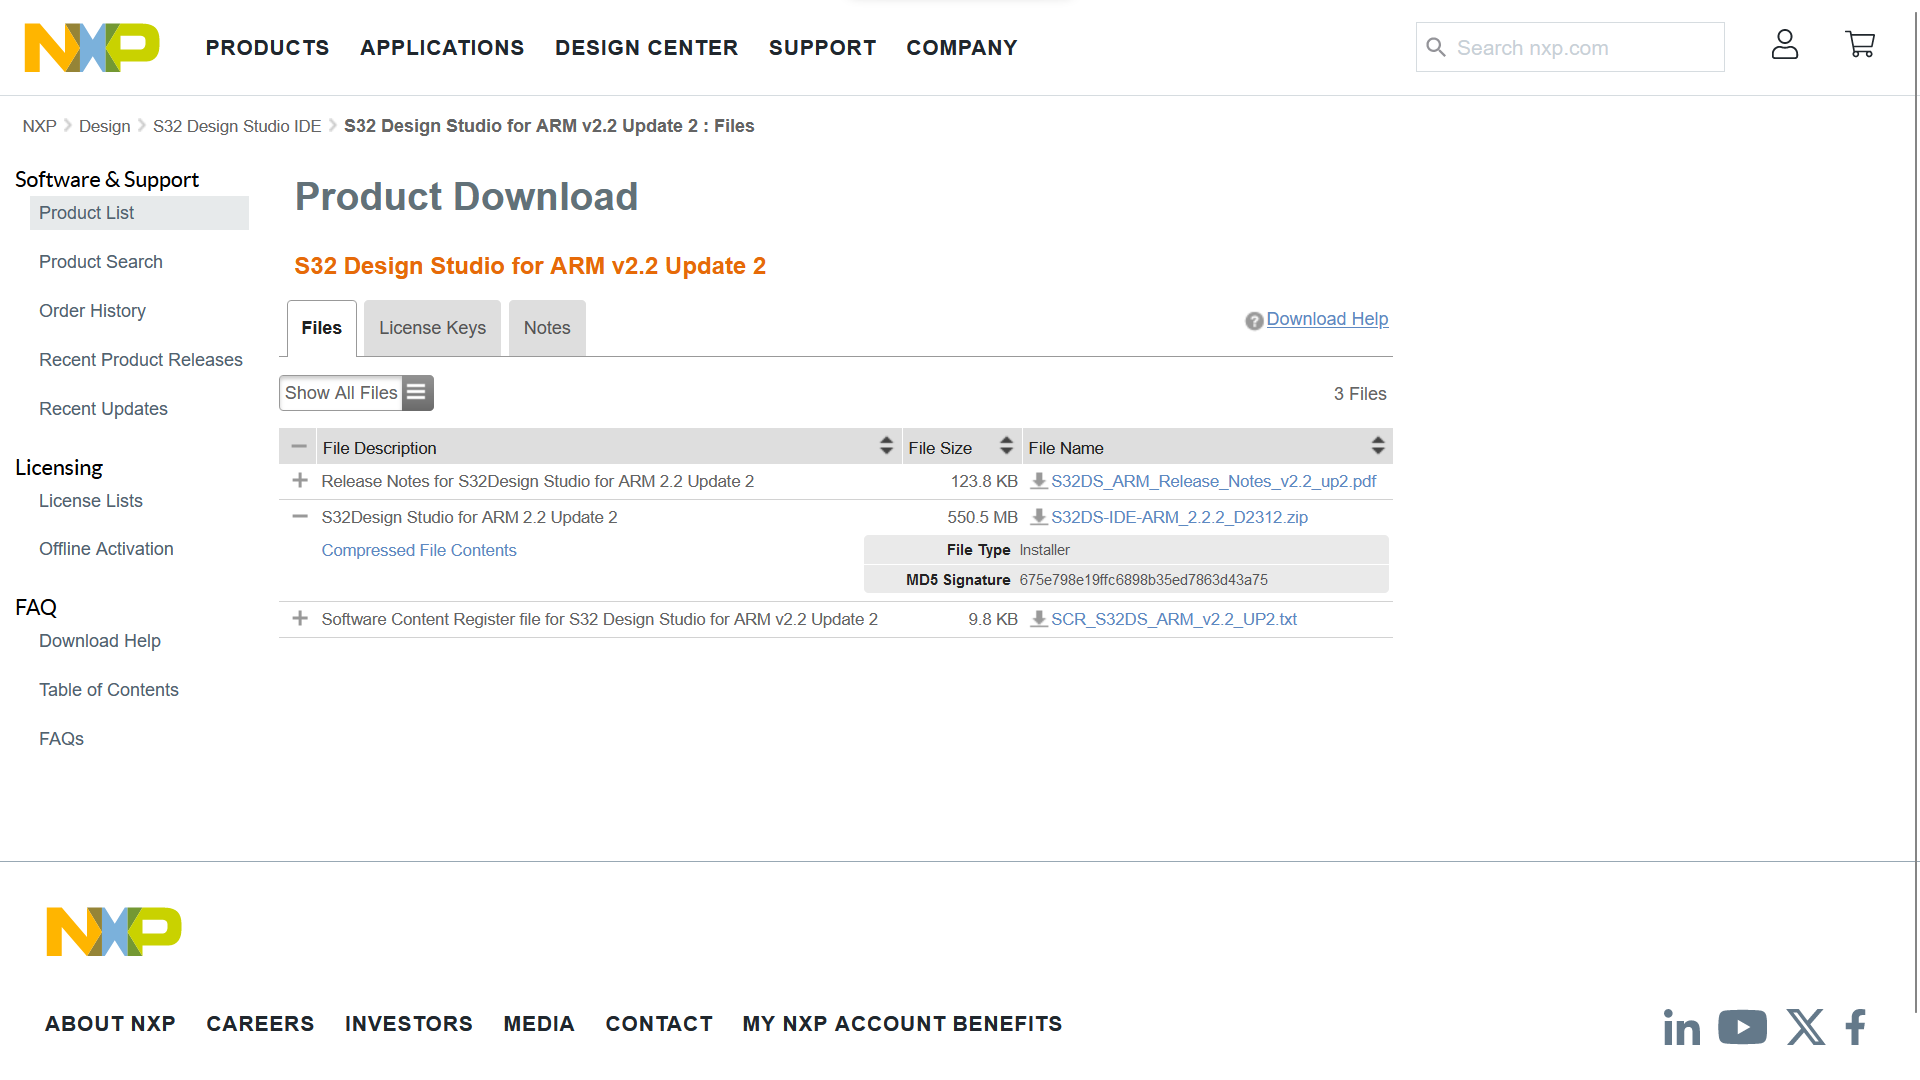 NXP PRODUCTS APPLICATIONS DESIGN CENTER SUPPORT COMPANY Search nxp.com
NXP Design S32 Design Studio IDE S32 Design Studio for ARM v2.2 Update 2 : Files
Software & Support
Product List
Product Search
Order History
Recent Product Releases
Recent Updates
Licensing
License Lists
Offline Activation
FAQ
Download Help
Table of Contents
FAQs
Product Download
S32 Design Studio for ARM v2.2 Update 2
Files License Keys Notes ? Download Help
Show All Files 3 Files
File Description File Size File Name
Release Notes for S32Design Studio for ARM 2.2 Update 2 123.8 KB S32DS_ARM_Release_Notes_v2.2_up2.pdf
S32Design Studio for ARM 2.2 Update 2 550.5 MB S32DS-IDE-ARM_2.2.2_D2312.zip
Compressed File Contents File Type Installer
MD5 Signature 675e798e19ffc6898b35ed7863d43a75
Software Content Register file for S32 Design Studio for ARM v2.2 Update 2 9.8 KB SCR_S32DS_ARM_v2.2_UP2.txt
NXP
ABOUT NXP CAREERS INVESTORS MEDIA CONTACT MY NXP ACCOUNT BENEFITS